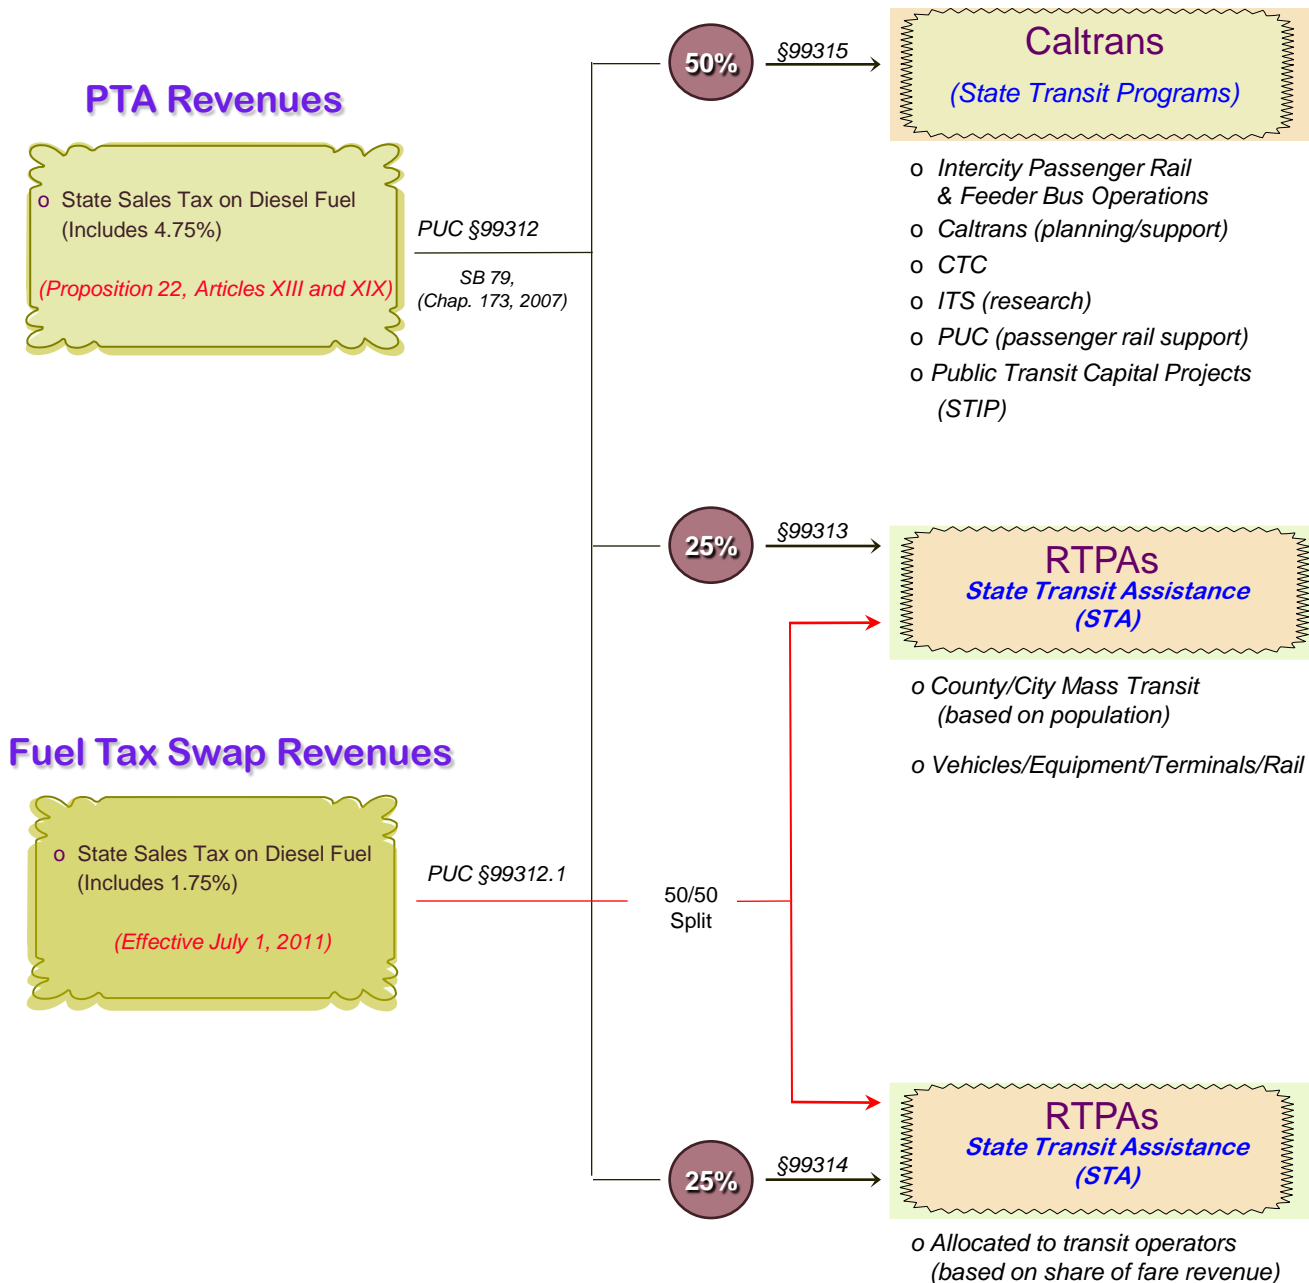 PTA Revenues
o State Sales Tax on Diesel Fuel
(Includes 4.75%)
(Proposition 22, Articles XIII and XIX)
PUC §99312
SB 79,
(Chap. 173, 2007)
50%
§99315
Caltrans
(State Transit Programs)
o Intercity Passenger Rail
& Feeder Bus Operations
o Caltrans (planning/support)
o CTC
o ITS (research)
o PUC (passenger rail support)
o Public Transit Capital Projects
(STIP)
25%
§99313
RTPAs
State Transit Assistance
(STA)
o County/City Mass Transit
(based on population)
o Vehicles/Equipment/Terminals/Rail
Fuel Tax Swap Revenues
o State Sales Tax on Diesel Fuel
(Includes 1.75%)
(Effective July 1, 2011)
PUC §99312.1
50/50
Split
25%
§99314
RTPAs
State Transit Assistance
(STA)
o Allocated to transit operators
(based on share of fare revenue)